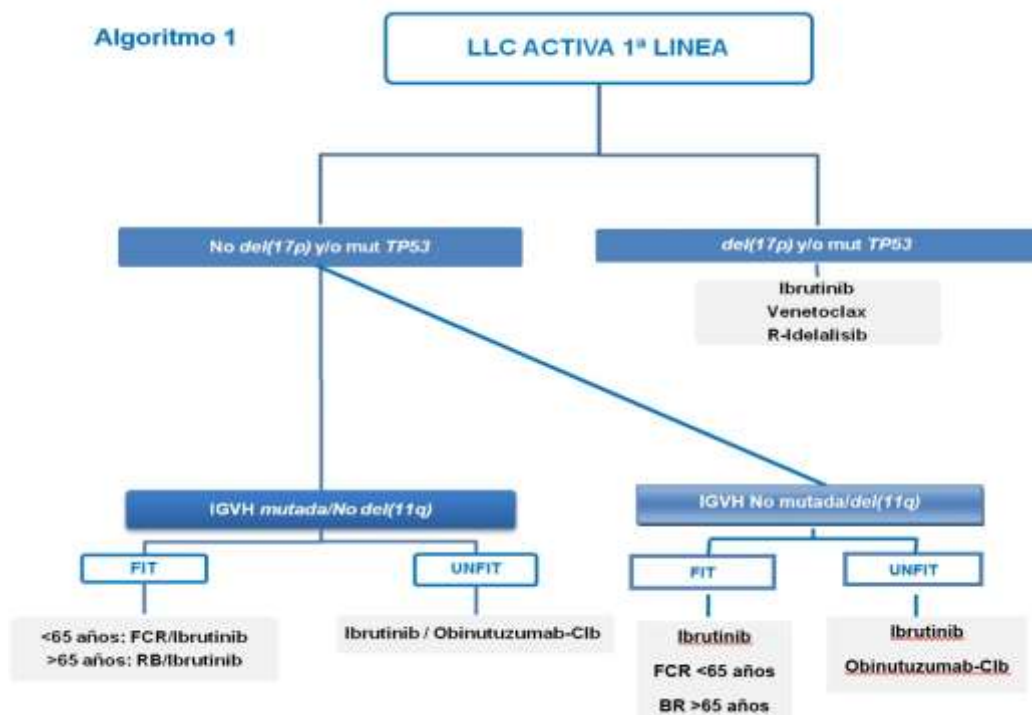 Algoritmo 1
LLC ACTIVA 1ª LINEA
No del(17p) y/o mut TP53
del(17p) y/o mut TP53
Ibrutinib
Venetoclax
R-Idelalisib
IGVH mutada/No del(11q)
IGVH No mutada/del(11q)
FIT
UNFIT
FIT
UNFIT
<65 años: FCR/Ibrutinib
>65 años: RB/Ibrutinib
Ibrutinib / Obinutuzumab-Clb
Ibrutinib
FCR <65 años
BR >65 años
Ibrutinib
Obinutuzumab-Clb